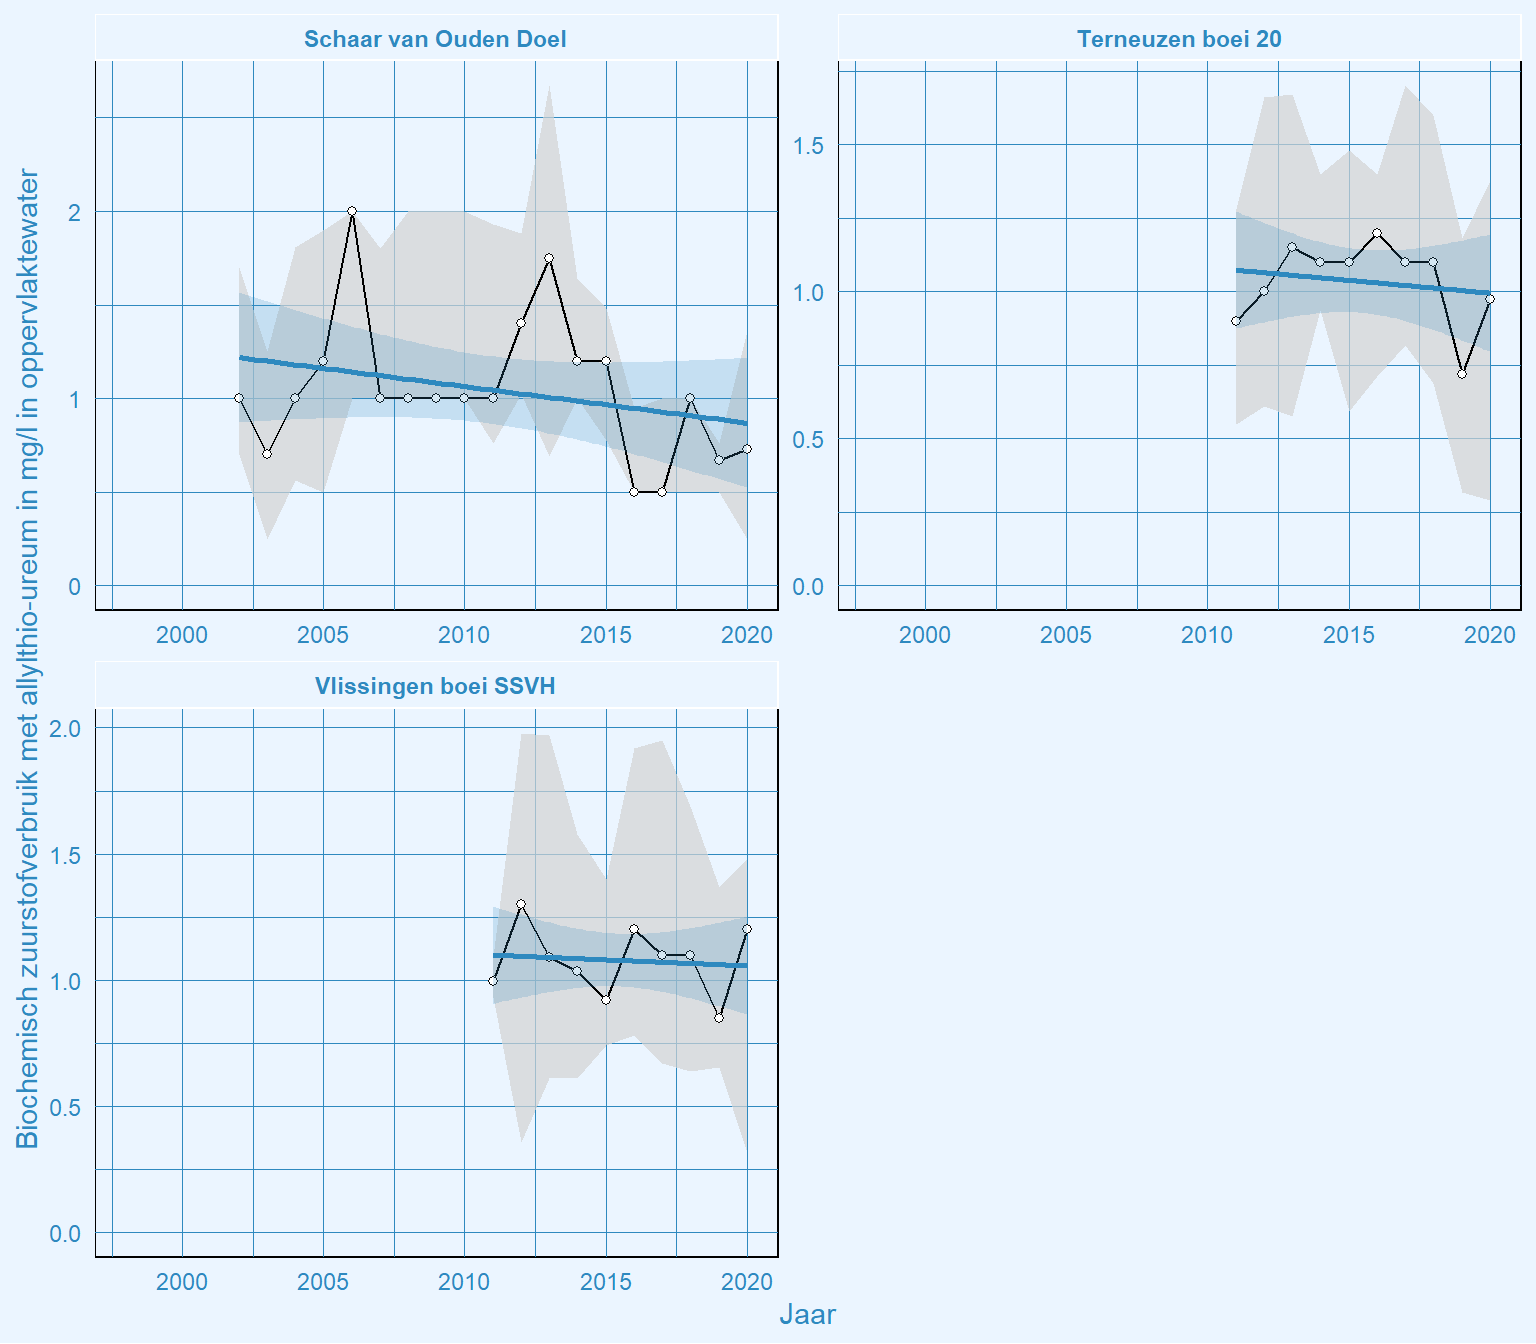 Biochemisch zuurstofverbruik met allylthio-ureum in mg/l in oppervlaktewater
Schaar van Ouden Doel
2
1
0
2000 2005 2010 2015 2020
Terneuzen boei 20
1.5
1.0
0.5
0.0
2000 2005 2010 2015 2020
Vlissingen boei SSVH
2.0
1.5
1.0
0.5
0.0
2000 2005 2010 2015 2020
Jaar